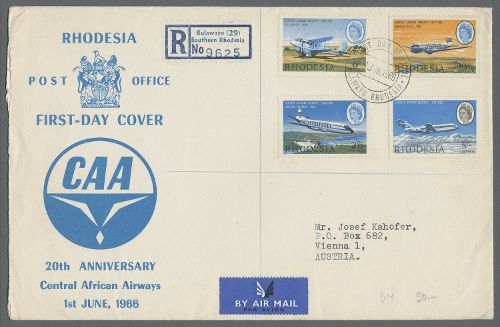 RHODESIA
POST OFFICE
FIRST-DAY COVER
CAA
20th ANNIVERSARY
Central African Airways
1st JUNE, 1966
R
Bulawayo (29)
Southern Rhodesia
No 9625
RHODESIA
RHODESIA
RHODESIA
RHODESIA
Mr. Josef Kahofer,
P.O. Box 682,
Vienna 1,
AUSTRIA.
BY AIR MAIL
PAR AVION
DM 90.-